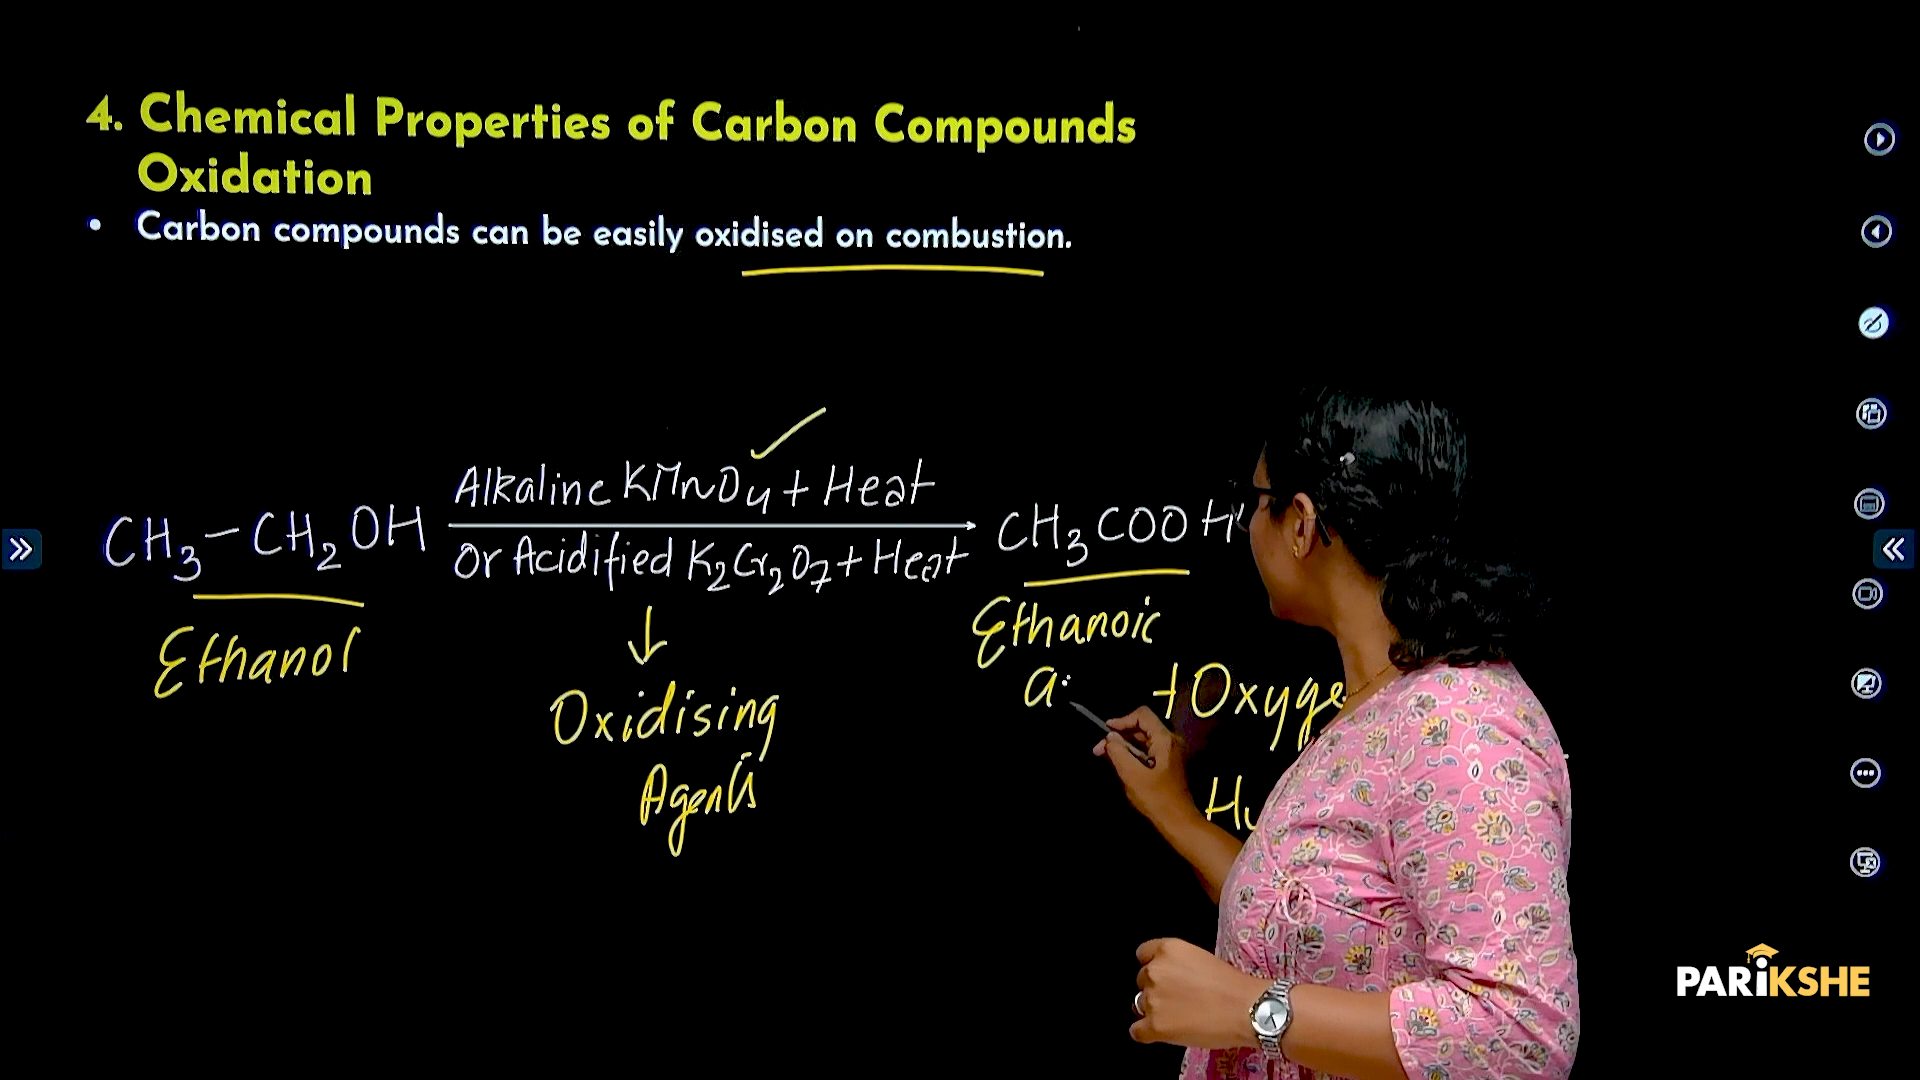 4. Chemical Properties of Carbon Compounds
Oxidation
• Carbon compounds can be easily oxidised on combustion.
Alkaline KMnO4 + Heat
CH3-CH2OH
CH3COOH
Or Acidified K2Cr2O7 + Heat
Ethanol
Ethanoic
a
↓
Oxidising
Agents
+Oxyge
PARiKSHE